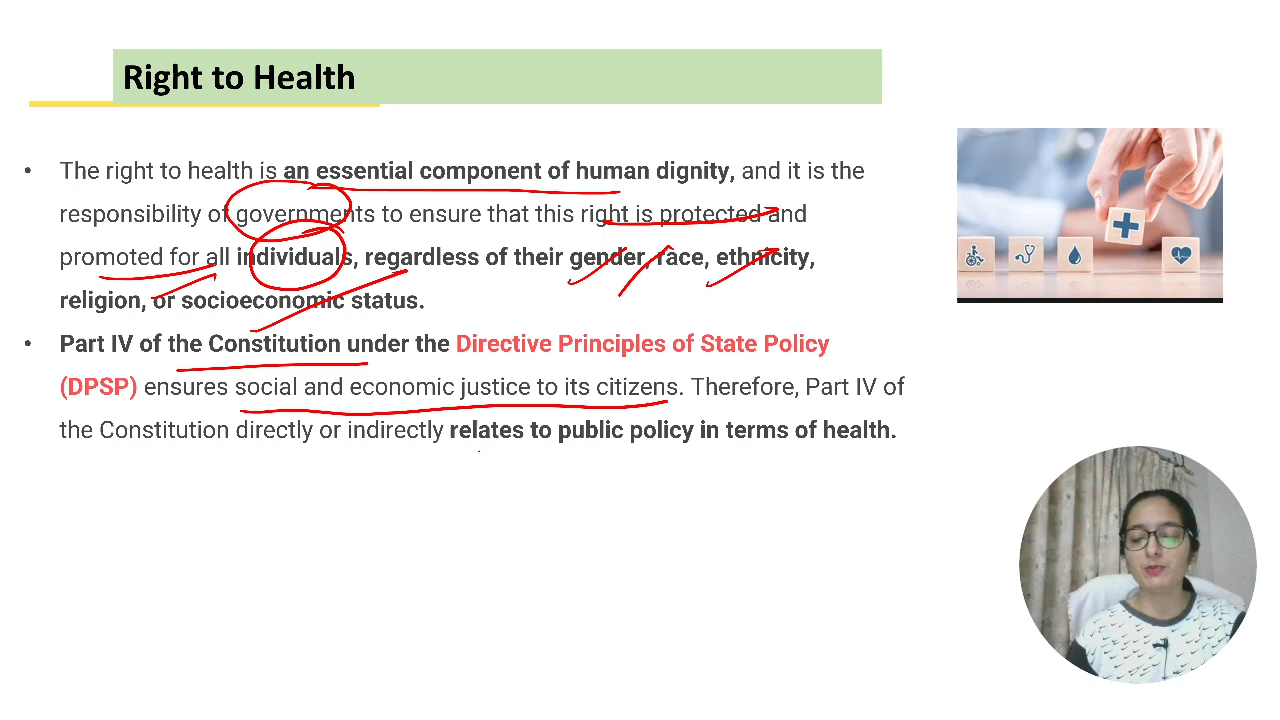 Right to Health
• The right to health is an essential component of human dignity, and it is the
responsibility of governments to ensure that this right is protected and
promoted for all individuals, regardless of their gender, race, ethnicity,
religion, or socioeconomic status.
• Part IV of the Constitution under the Directive Principles of State Policy
(DPSP) ensures social and economic justice to its citizens. Therefore, Part IV of
the Constitution directly or indirectly relates to public policy in terms of health.